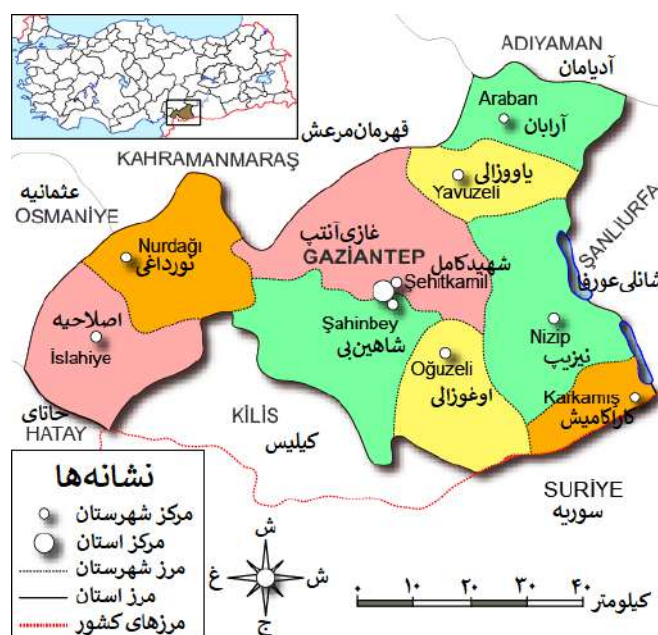 ADIYAMAN
آدیامان
Araban
آرابان
قهرمان‌مرعش
KAHRAMANMARAŞ
یاووزالی
Yavuzeli
عثمانیه
OSMANİYE
ŞANLIURFA
شانلی‌عورفا
Nurdağı
نورداغی
غازی‌آنتپ
GAZİANTEP
شهیدکامل
Şehitkamil
اصلاحیه
İslahiye
Şahinbey
شاهین‌بی
Nizip
نیزیپ
Oğuzeli
اوغوزالی
Karkamış
کارکامیش
حاتای
HATAY
KİLİS
کیلیس
SURİYE
سوریه
نشانه‌ها
مرکز شهرستان
مرکز استان
مرز شهرستان
مرز استان
مرزهای کشور
ش
غ
ش
ج
۰ ۱۰ ۲۰ ۳۰ ۴۰
کیلومتر